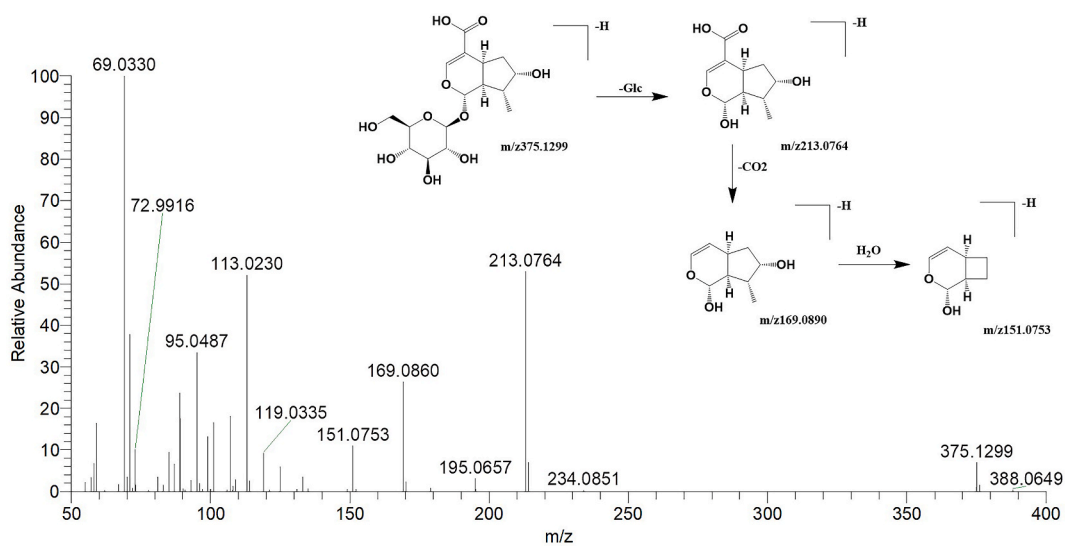 HO
O
-H
H
OH
O
H
O
HO
O
HO
OH
OH
m/z375.1299
-Glc
HO
O
-H
H
OH
O
H
OH
m/z213.0764
-CO2
-H
H
OH
O
H
OH
m/z169.0890
H₂O
-H
H
O
H
OH
m/z151.0753
Relative Abundance
100
90
80
70
60
50
40
30
20
10
0
69.0330
72.9916
113.0230
95.0487
119.0335
151.0753
169.0860
195.0657
213.0764
234.0851
375.1299
388.0649
50
100
150
200
250
300
350
400
m/z